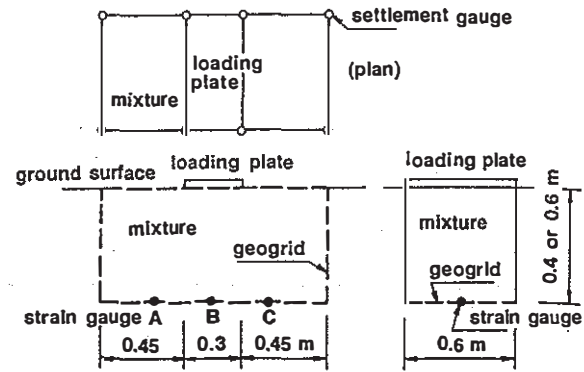 settlement gauge
loading
plate
(plan)
mixture
ground surface
loading plate
loading plate
mixture
mixture
geogrid
geogrid
0.4 or 0.6 m
strain gauge A B C
strain gauge
0.45 0.3 0.45 m
0.6 m